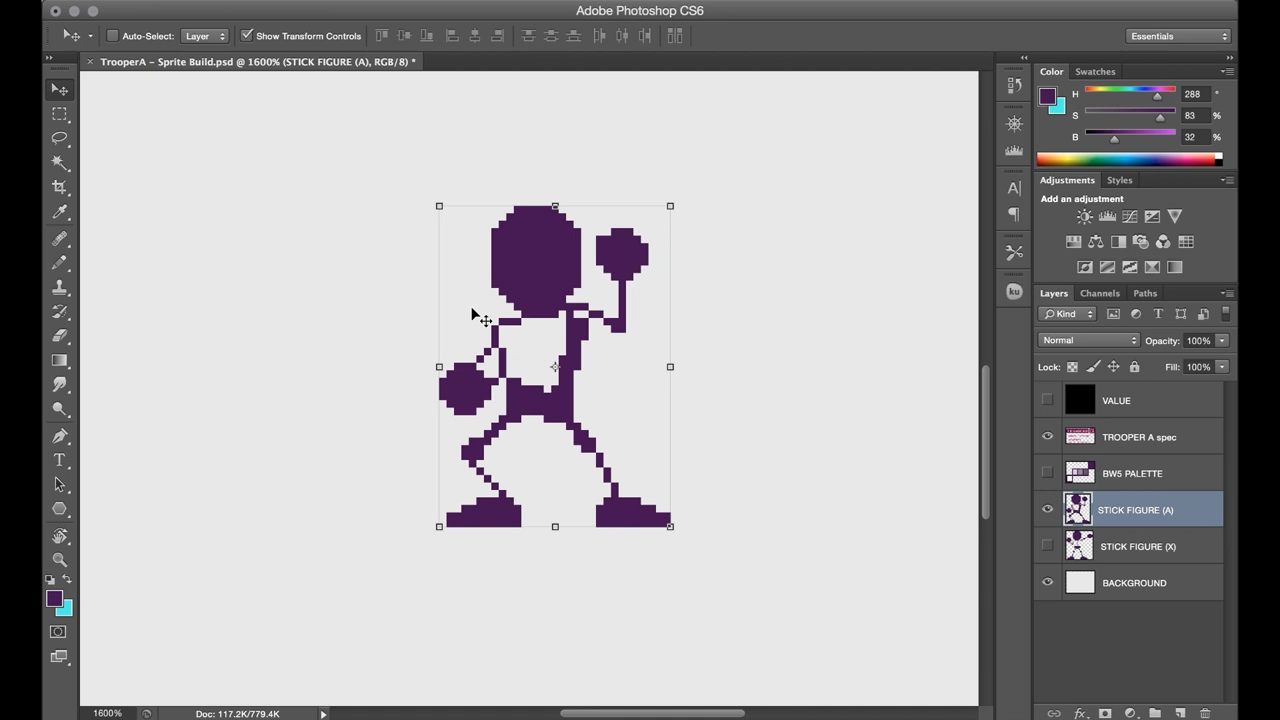 Adobe Photoshop CS6
Auto-Select: Layer Show Transform Controls Essentials
× TrooperA – Sprite Build.psd @ 1600% (STICK FIGURE (A), RGB/8) *
Color Swatches
H 288 °
S 83 %
B 32 %
Adjustments Styles
Add an adjustment
A
ku
Layers Channels Paths
Kind T
Normal Opacity: 100%
Lock: Fill: 100%
VALUE
TROOPER A spec
BW5 PALETTE
STICK FIGURE (A)
STICK FIGURE (X)
BACKGROUND
T
1600% Doc: 117.2K/779.4K
fx